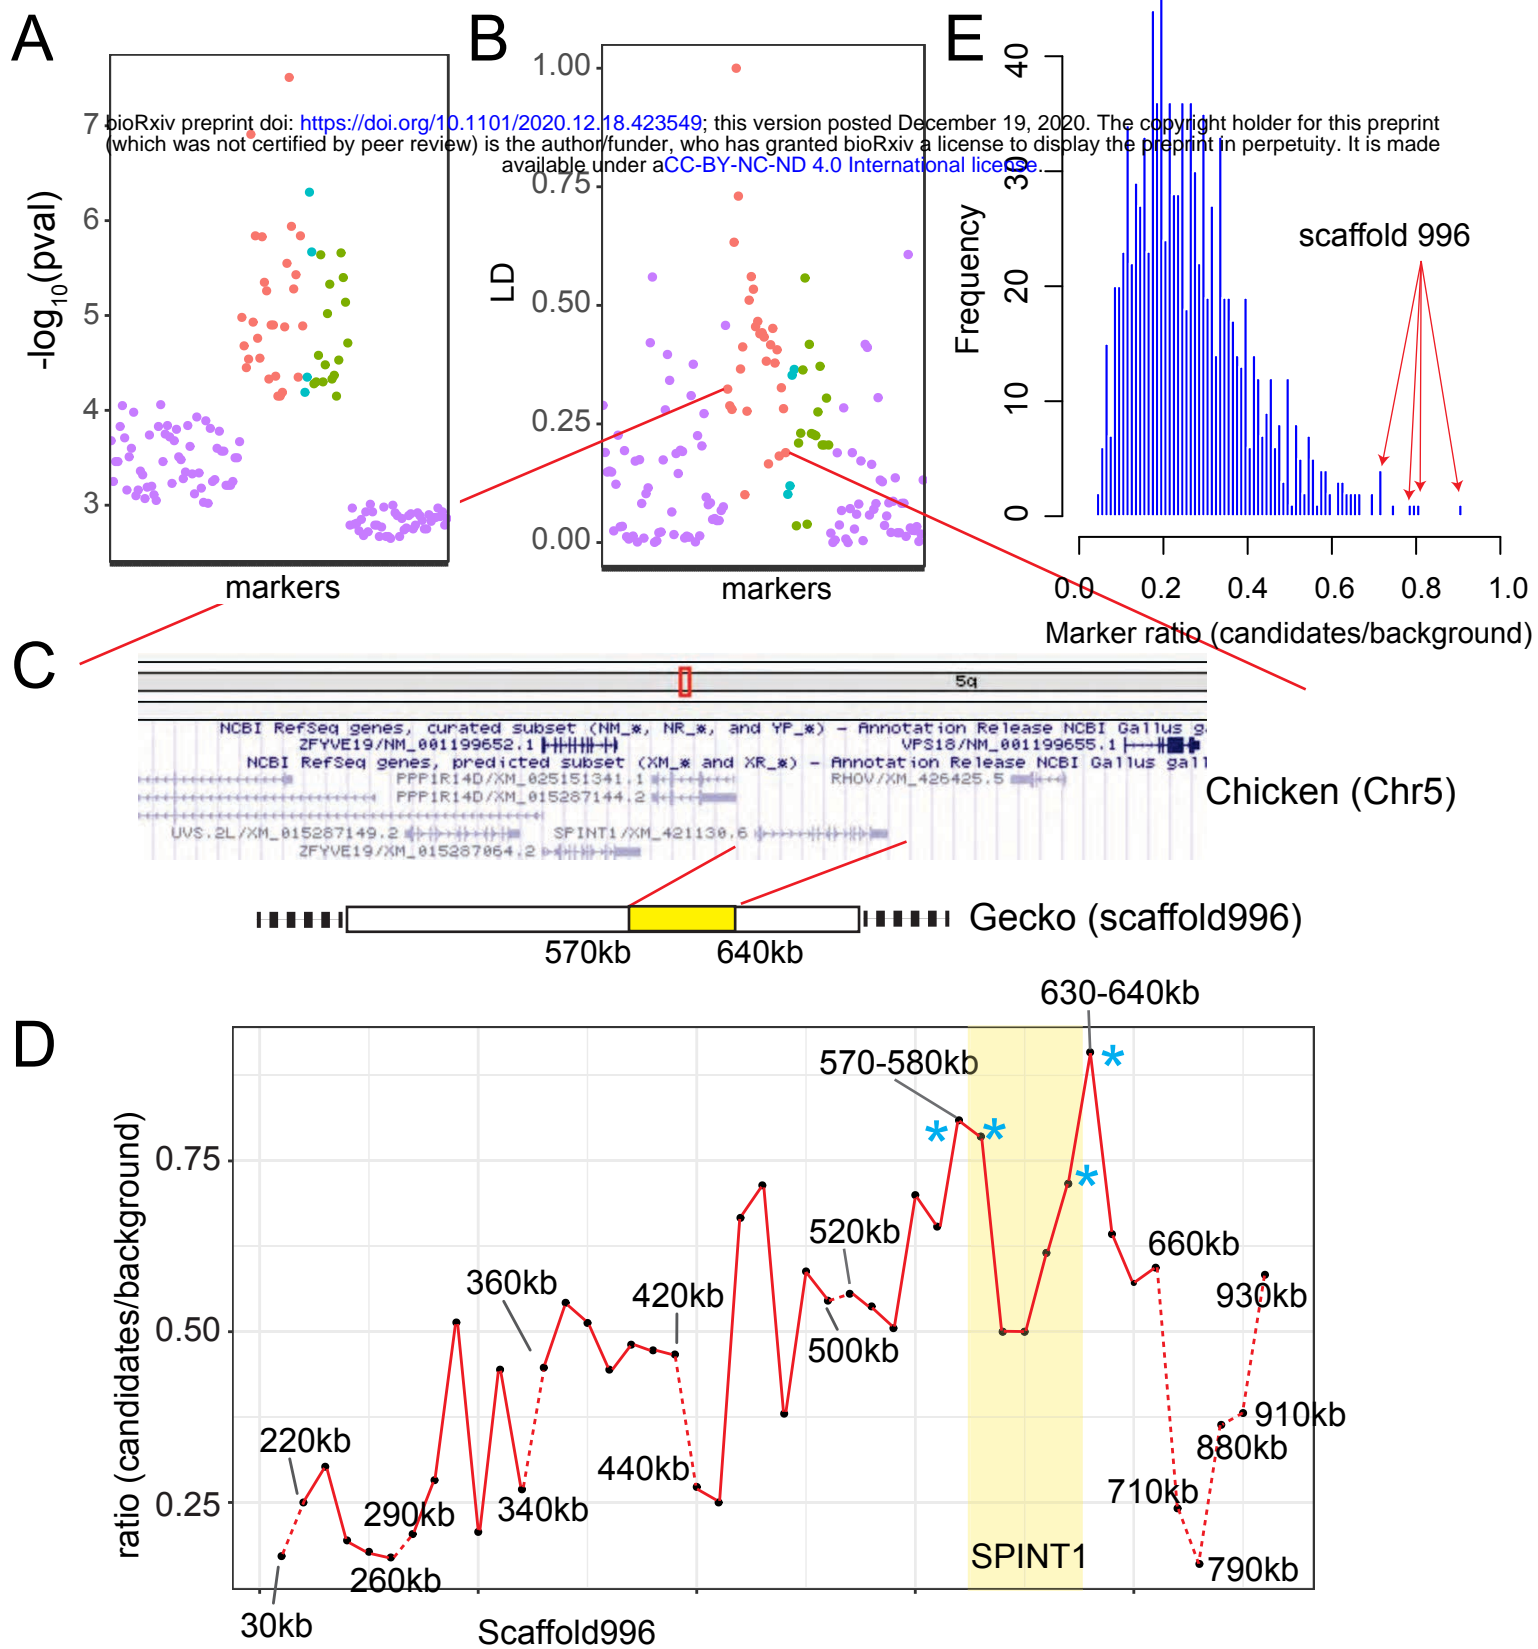 A
B
E
bioRxiv preprint doi: https://doi.org/10.1101/2020.12.18.423549; this version posted December 19, 2020. The copyright holder for this preprint
(which was not certified by peer review) is the author/funder, who has granted bioRxiv a license to display the preprint in perpetuity. It is made
available under aCC-BY-NC-ND 4.0 International license.
-log10(pval)
7
6
5
4
3
markers
LD
1.00
0.75
0.50
0.25
0.00
markers
Frequency
40
30
20
10
0
scaffold 996
0.0 0.2 0.4 0.6 0.8 1.0
Marker ratio (candidates/background)
C
5q
NCBI RefSeq genes, curated subset (NM_*, NR_*, and YP_*) – Annotation Release NCBI Gallus g
ZFYVE19/NM_001199652.1
VPS18/NM_001199655.1
NCBI RefSeq genes, predicted subset (XM_* and XR_*) – Annotation Release NCBI Gallus gall
PPP1R14D/XM_025151341.1
RHOV/XM_426425.5
PPP1R14D/XM_015287144.2
UVS.2L/XM_015287149.2
SPINT1/XM_421130.6
ZFYVE19/XM_015287064.2
Chicken (Chr5)
Gecko (scaffold996)
570kb
640kb
D
ratio (candidates/background)
0.75
0.50
0.25
630-640kb
570-580kb
*
*
*
*
520kb
660kb
360kb
420kb
930kb
500kb
910kb
220kb
880kb
440kb
710kb
290kb
340kb
SPINT1
790kb
260kb
30kb
Scaffold996